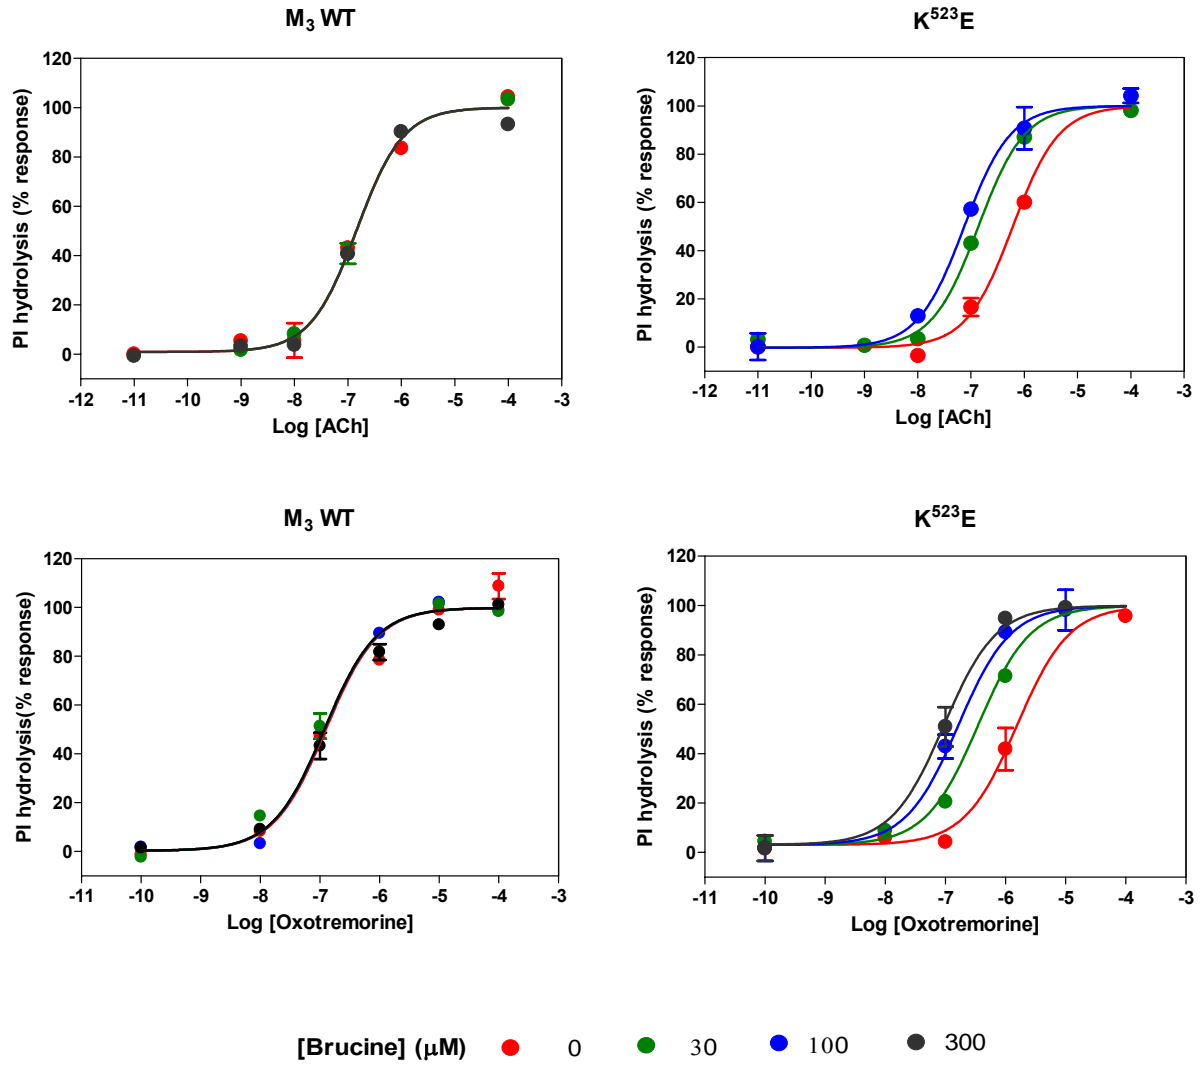 M₃ WT
PI hydrolysis (% response)
120
100
80
60
40
20
0
-12 -11 -10 -9 -8 -7 -6 -5 -4 -3
Log [ACh]
K⁵²³E
PI hydrolysis (% response)
120
100
80
60
40
20
0
-12 -11 -10 -9 -8 -7 -6 -5 -4 -3
Log [ACh]
M₃ WT
PI hydrolysis(% response)
120
100
80
60
40
20
0
-11 -10 -9 -8 -7 -6 -5 -4 -3
Log [Oxotremorine]
K⁵²³E
PI hydrolysis (% response)
120
100
80
60
40
20
0
-11 -10 -9 -8 -7 -6 -5 -4 -3
Log [Oxotremorine]
[Brucine] (μM) 0 30 100 300